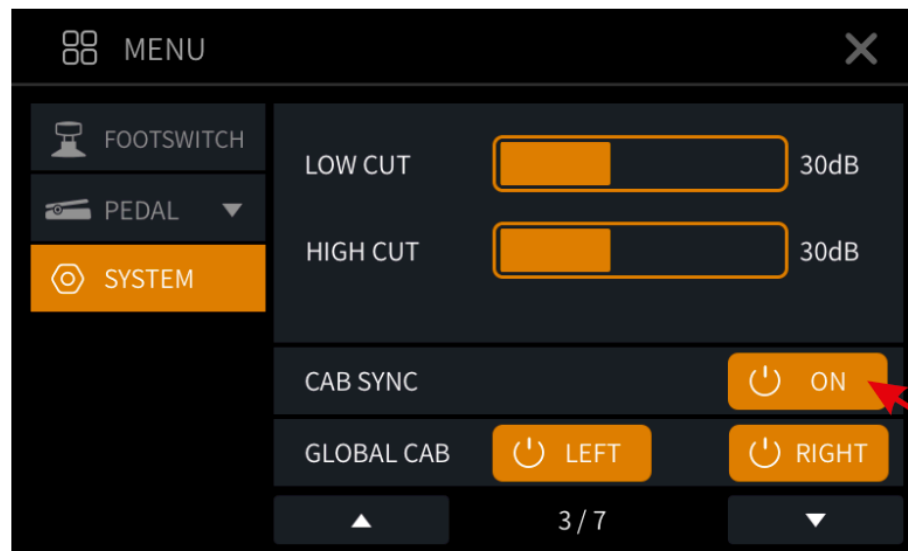 MENU
FOOTSWITCH
PEDAL
SYSTEM
LOW CUT 30dB
HIGH CUT 30dB
CAB SYNC ON
GLOBAL CAB LEFT RIGHT
3 / 7